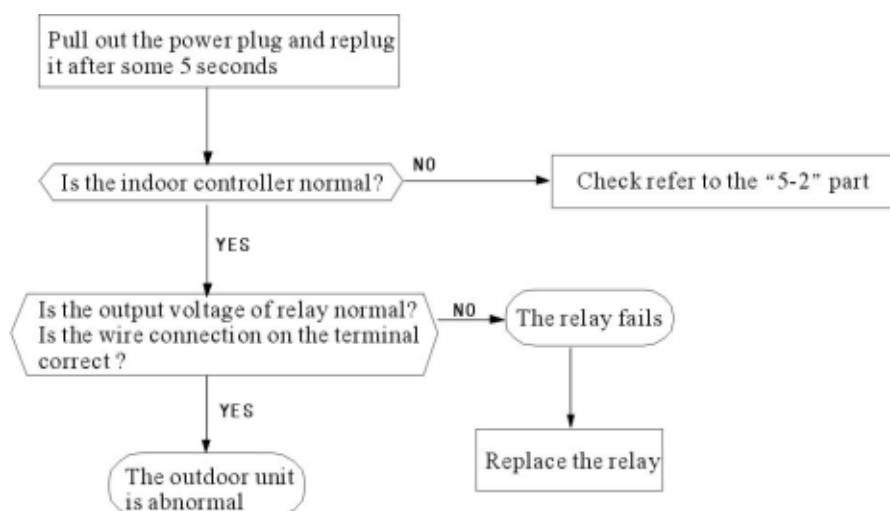 Pull out the power plug and replug
it after some 5 seconds
Is the indoor controller normal?
NO
Check refer to the “5-2” part
YES
Is the output voltage of relay normal?
Is the wire connection on the terminal
correct ?
NO
The relay fails
YES
Replace the relay
The outdoor unit
is abnormal